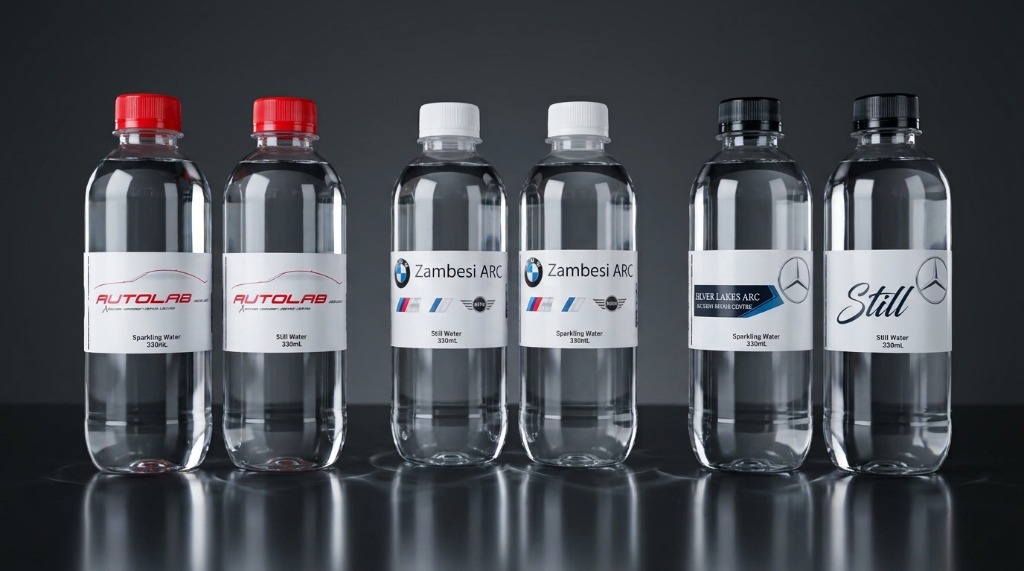 AUTOLAB
Sparkling Water
330mL
AUTOLAB
Still Water
330mL
Zambesi ARC
Still Water
330mL
Zambesi ARC
Sparkling Water
330mL
ERVER LAKES ARC
Sparkling Water
330mL
Still
Still Water
330mL